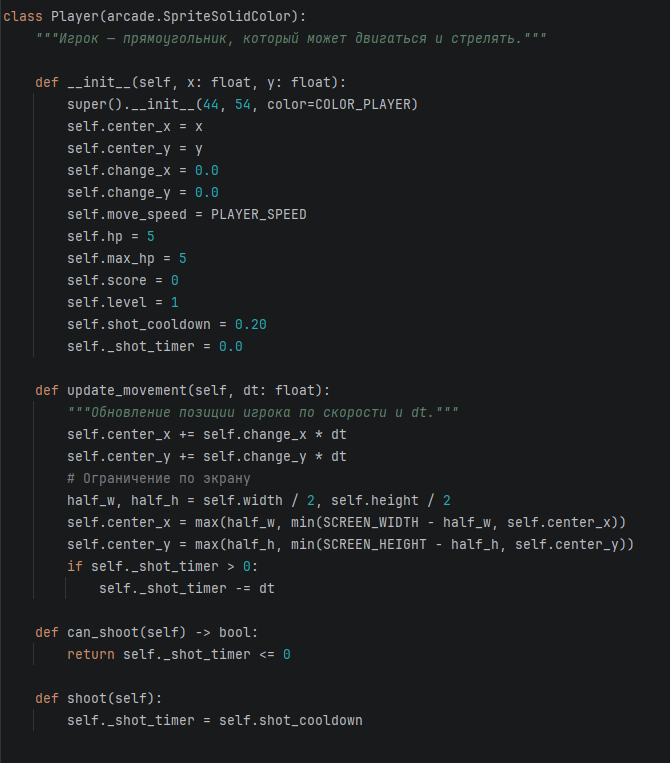 class Player(arcade.SpriteSolidColor):
    """Игрок — прямоугольник, который может двигаться и стрелять."""

    def __init__(self, x: float, y: float):
        super().__init__(44, 54, color=COLOR_PLAYER)
        self.center_x = x
        self.center_y = y
        self.change_x = 0.0
        self.change_y = 0.0
        self.move_speed = PLAYER_SPEED
        self.hp = 5
        self.max_hp = 5
        self.score = 0
        self.level = 1
        self.shot_cooldown = 0.20
        self._shot_timer = 0.0

    def update_movement(self, dt: float):
        """Обновление позиции игрока по скорости и dt."""
        self.center_x += self.change_x * dt
        self.center_y += self.change_y * dt
        # Ограничение по экрану
        half_w, half_h = self.width / 2, self.height / 2
        self.center_x = max(half_w, min(SCREEN_WIDTH - half_w, self.center_x))
        self.center_y = max(half_h, min(SCREEN_HEIGHT - half_h, self.center_y))
        if self._shot_timer > 0:
            self._shot_timer -= dt

    def can_shoot(self) -> bool:
        return self._shot_timer <= 0

    def shoot(self):
        self._shot_timer = self.shot_cooldown